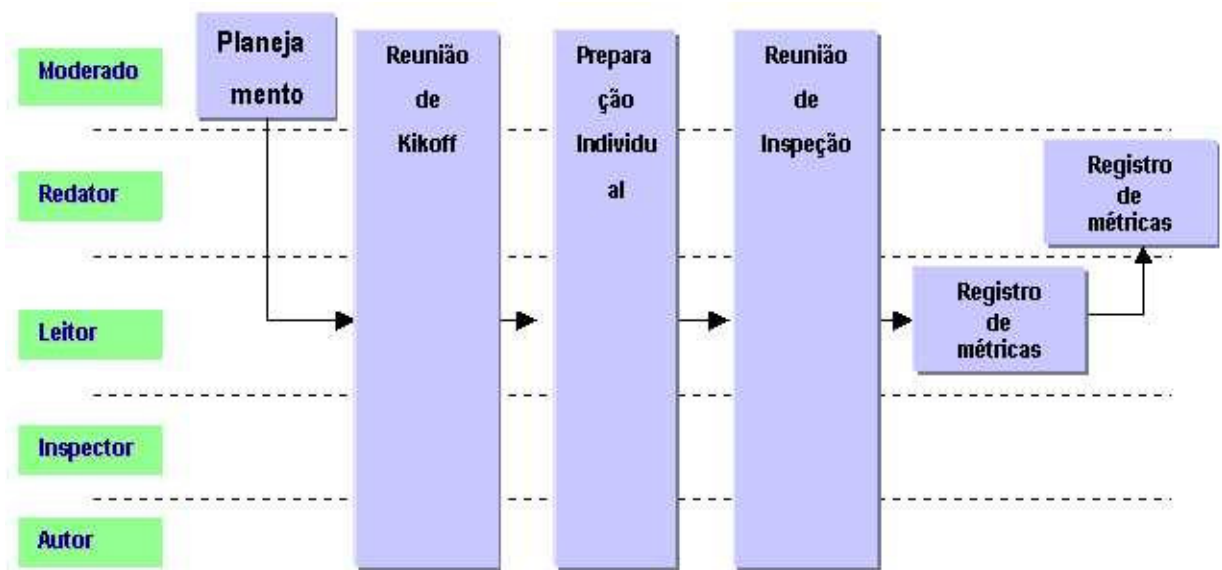 Moderado
Redator
Leitor
Inspector
Autor
Planeja
mento
Reunião
de
Kikoff
Prepara
ção
Individu
al
Reunião
de
Inspeção
Registro
de
métricas
Registro
de
métricas